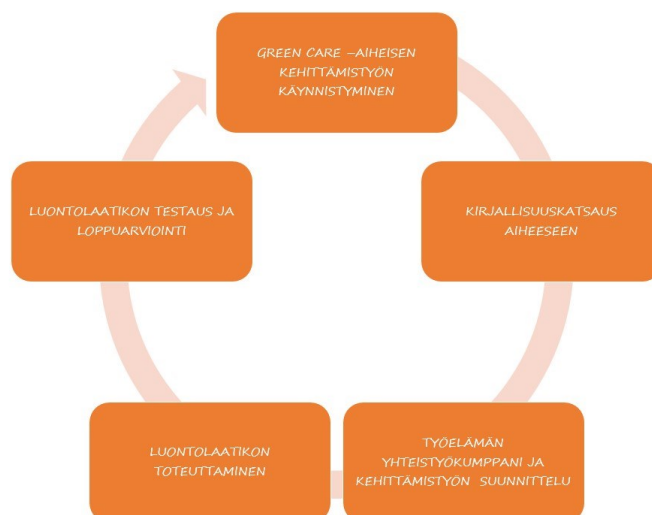 GREEN CARE –AIHEISEN
KEHITTÄMISTYÖN
KÄYNNISTYMINEN
KIRJALLISUUSKATSAUS
AIHEESEEN
TYÖELÄMÄN
YHTEISTYÖKUMPPANI JA
KEHITTÄMISTYÖN SUUNNITTELU
LUONTOLAATIKON
TOTEUTTAMINEN
LUONTOLAATIKON TESTAUS JA
LOPPUARVIOINTI